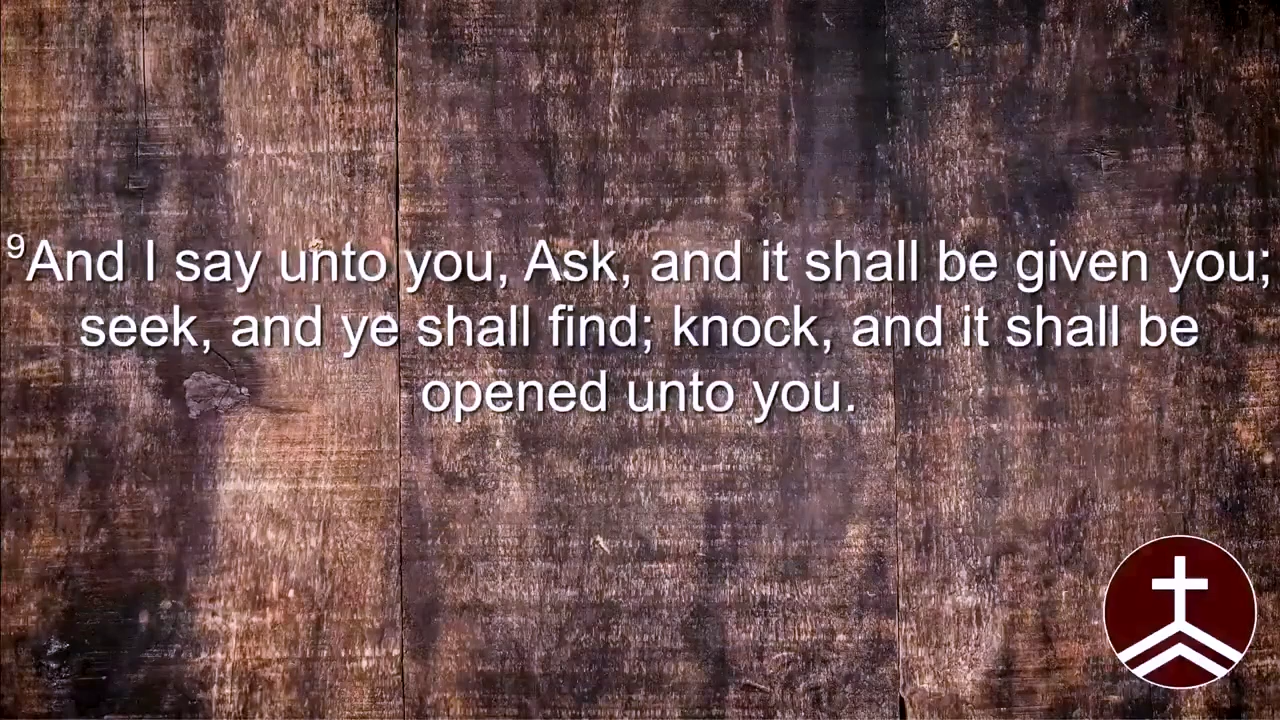 9And I say unto you, Ask, and it shall be given you;
seek, and ye shall find; knock, and it shall be
opened unto you.